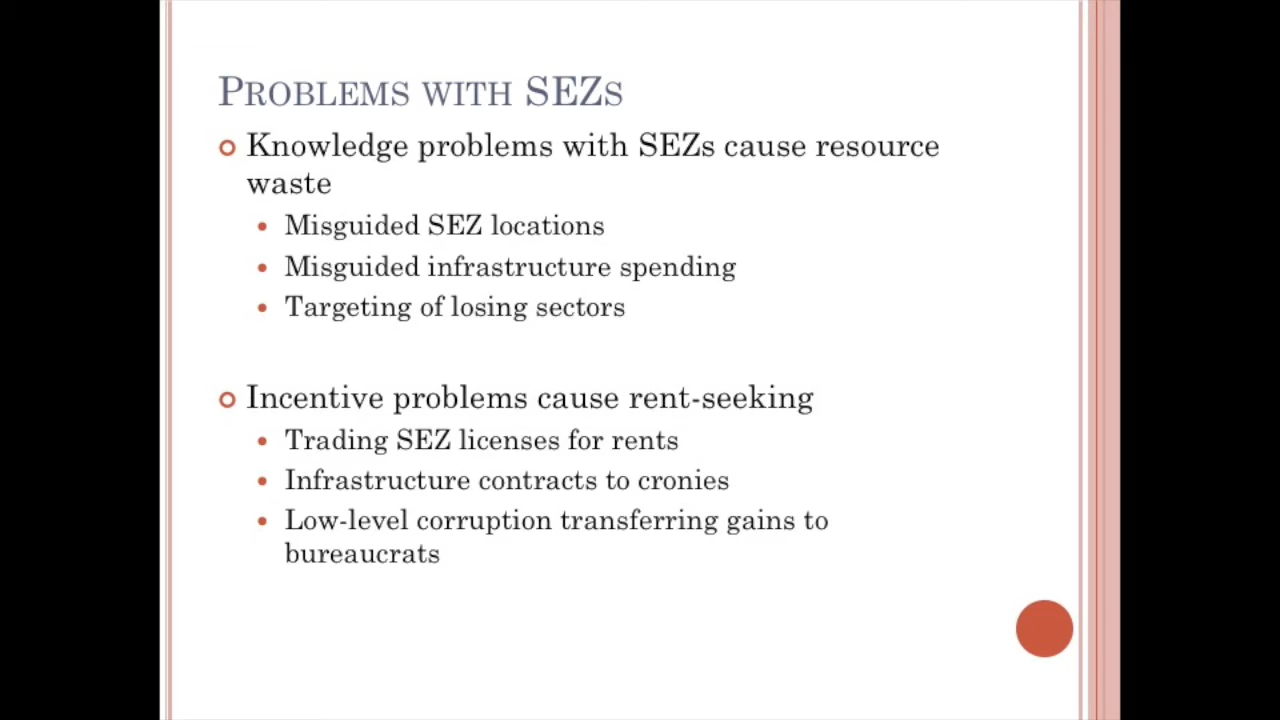 PROBLEMS WITH SEZS
Knowledge problems with SEZs cause resource
waste
Misguided SEZ locations
Misguided infrastructure spending
Targeting of losing sectors
Incentive problems cause rent-seeking
Trading SEZ licenses for rents
Infrastructure contracts to cronies
Low-level corruption transferring gains to
bureaucrats